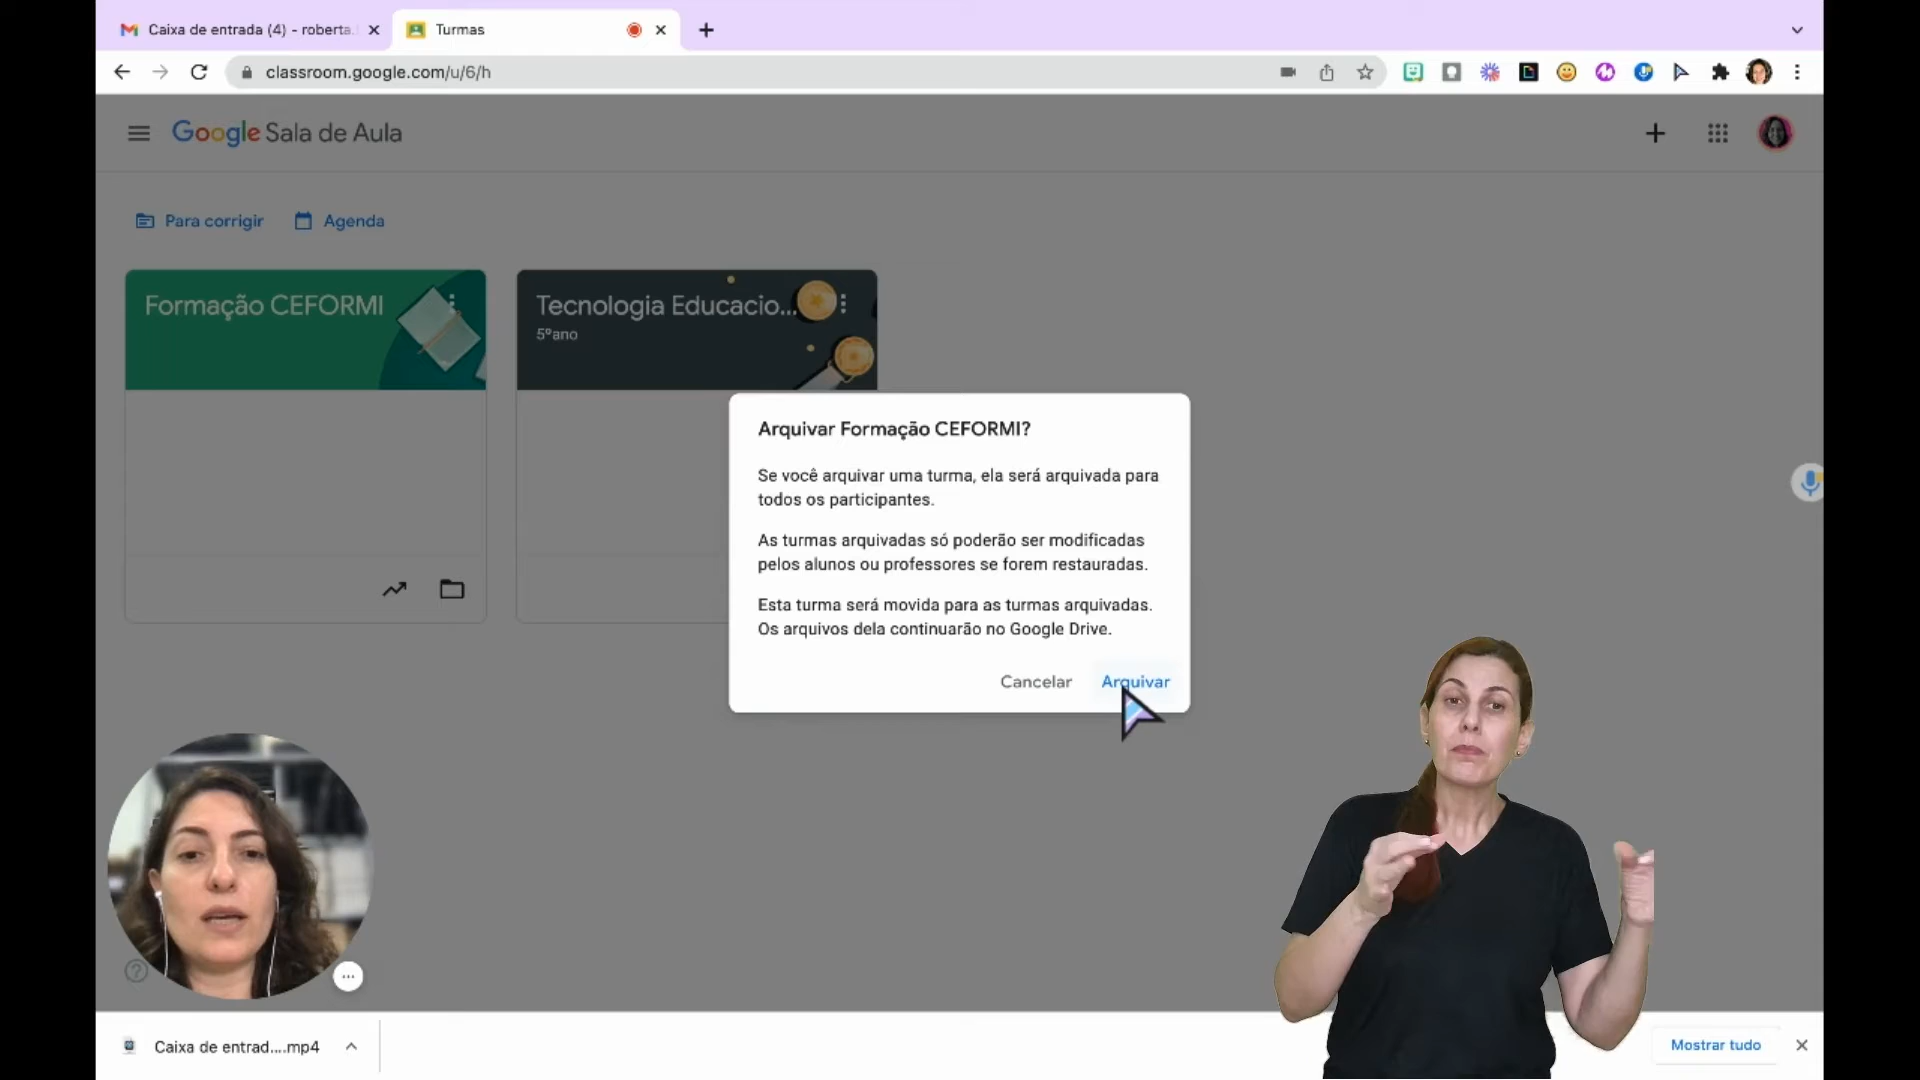 Caixa de entrada (4) - roberta.
Turmas
classroom.google.com/u/6/h
Google Sala de Aula
Para corrigir
Agenda
Formação CEFORMI
Tecnologia Educacio...
5ºano
Arquivar Formação CEFORMI?
Se você arquivar uma turma, ela será arquivada para
todos os participantes.
As turmas arquivadas só poderão ser modificadas
pelos alunos ou professores se forem restauradas.
Esta turma será movida para as turmas arquivadas.
Os arquivos dela continuarão no Google Drive.
Cancelar
Arquivar
Caixa de entrad....mp4
Mostrar tudo